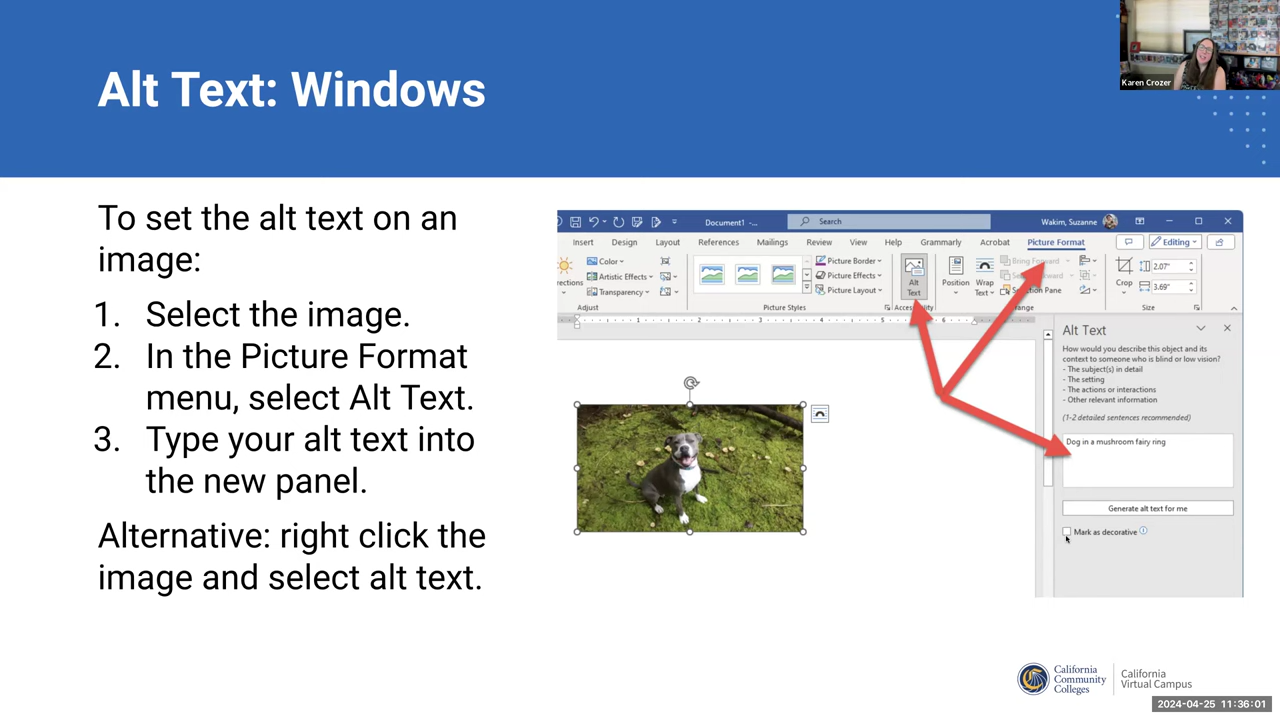 Alt Text: Windows
Karen Crozer
To set the alt text on an
image:
1. Select the image.
2. In the Picture Format
menu, select Alt Text.
3. Type your alt text into
the new panel.
Alternative: right click the
image and select alt text.
Document1 -...
Search
Wakim, Suzanne
Insert Design Layout References Mailings Review View Help Grammarly Acrobat Picture Format
Editing
Color
Artistic Effects
Transparency
Adjust
Picture Styles
Picture Border
Picture Effects
Picture Layout
Alt
Text
Position
Wrap
Text
Bring Forward
Selection Pane
Crop
2.07"
3.69"
Size
2 3 4 5 6
Alt Text
How would you describe this object and its
context to someone who is blind or low vision?
- The subject(s) in detail
- The setting
- The actions or interactions
- Other relevant information
(1-2 detailed sentences recommended)
Dog in a mushroom fairy ring
Generate alt text for me
Mark as decorative
California
Community
Colleges
California
Virtual Campus
2024-04-25 11:36:01